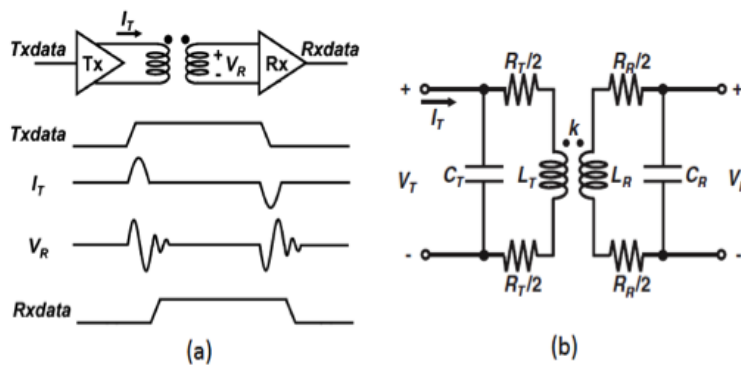 I_T
Txdata Tx + V_R - Rx Rxdata
Txdata
I_T
V_R
Rxdata
(a)
R_T/2 R_R/2
+ I_T k +
V_T C_T L_T L_R C_R
- -
R_T/2 R_R/2
(b)